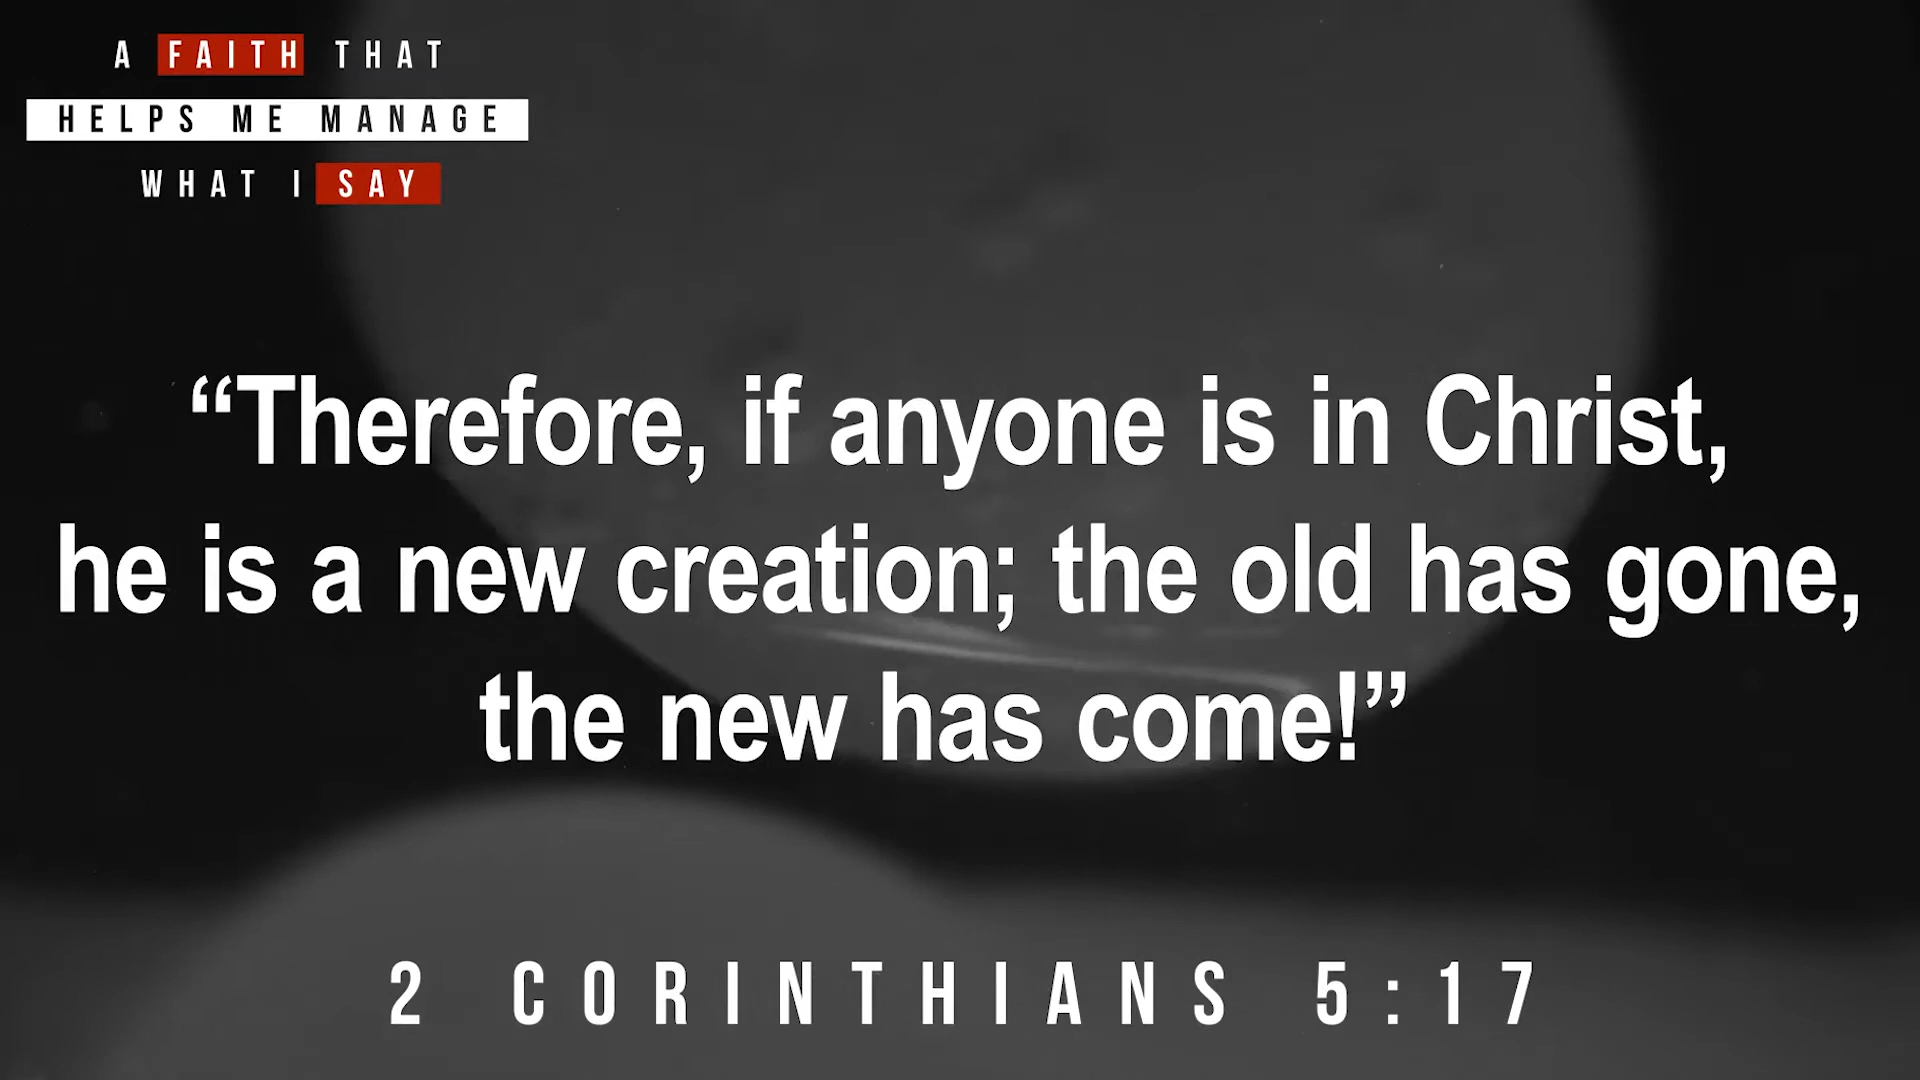 A FAITH THAT
HELPS ME MANAGE
WHAT I SAY
“Therefore, if anyone is in Christ,
he is a new creation; the old has gone,
the new has come!”
2 CORINTHIANS 5:17